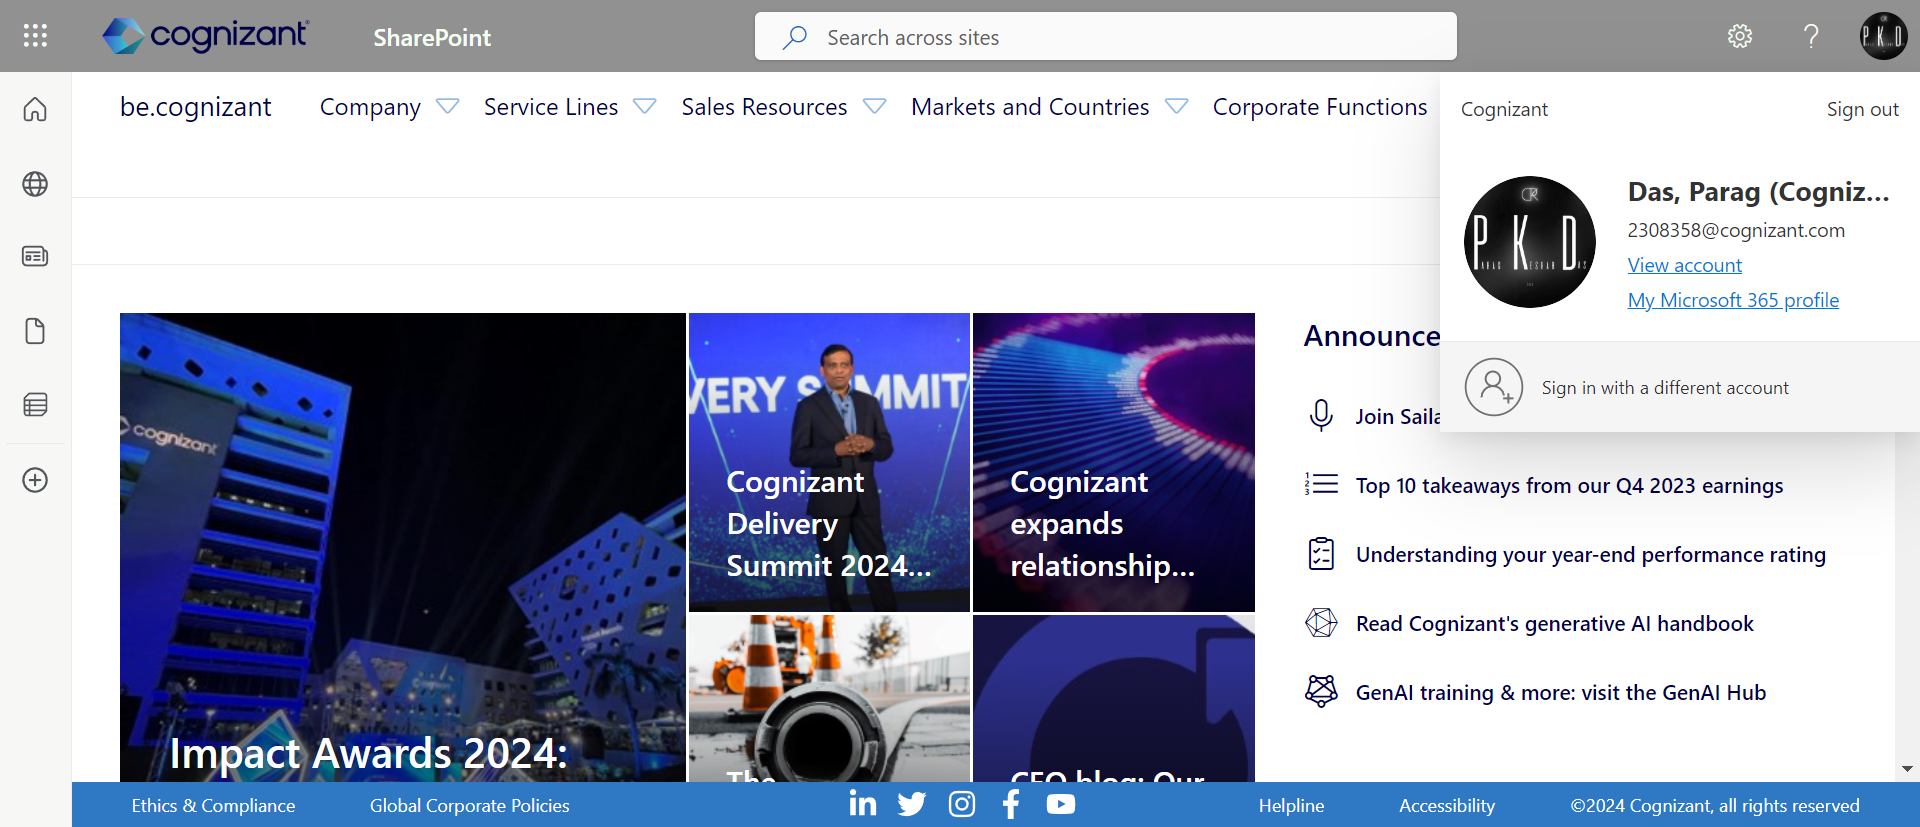 cognizant
SharePoint
Search across sites
be.cognizant
Company
Service Lines
Sales Resources
Markets and Countries
Corporate Functions
Cognizant
Sign out
PKD
Das, Parag (Cogniz...
2308358@cognizant.com
View account
My Microsoft 365 profile
Sign in with a different account
cognizant
Cognizant
Impact Awards 2024:
VERY SUMMIT
Cognizant
Delivery
Summit 2024...
Cognizant
expands
relationship...
The
CEO blog: Our
Announce
Join Saila
Top 10 takeaways from our Q4 2023 earnings
Understanding your year-end performance rating
Read Cognizant's generative AI handbook
GenAI training & more: visit the GenAI Hub
Ethics & Compliance
Global Corporate Policies
Helpline
Accessibility
©2024 Cognizant, all rights reserved